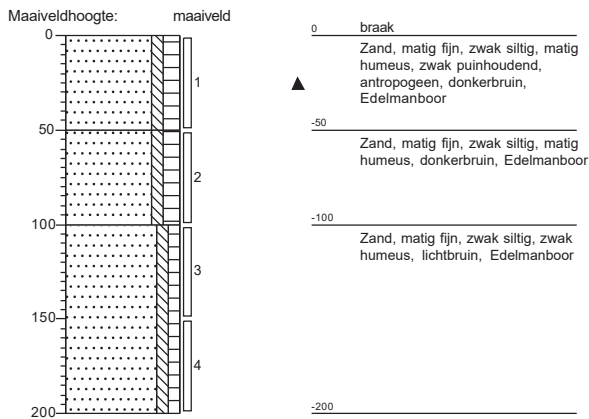 Maaiveldhoogte: maaiveld
0
50
100
150
200
1
2
3
4
0 braak
Zand, matig fijn, zwak siltig, matig
humeus, zwak puinhoudend,
antropogeen, donkerbruin,
Edelmanboor
-50
Zand, matig fijn, zwak siltig, matig
humeus, donkerbruin, Edelmanboor
-100
Zand, matig fijn, zwak siltig, zwak
humeus, lichtbruin, Edelmanboor
-200